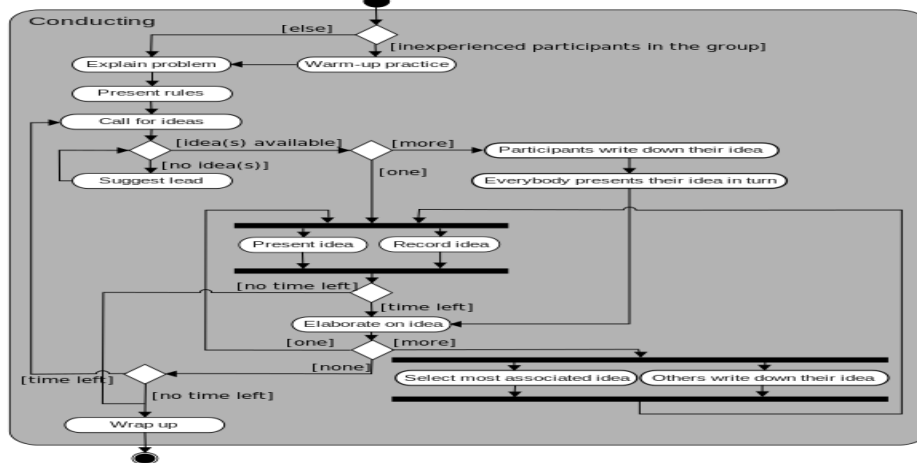 Conducting
[else]
[inexperienced participants in the group]
Explain problem
Warm-up practice
Present rules
Call for ideas
[idea(s) available]
[more]
Participants write down their idea
[no idea(s)]
[one]
Suggest lead
Everybody presents their idea in turn
Present idea
Record idea
[no time left]
[time left]
Elaborate on idea
[one]
[more]
[none]
[time left]
Select most associated idea
Others write down their idea
[no time left]
Wrap up